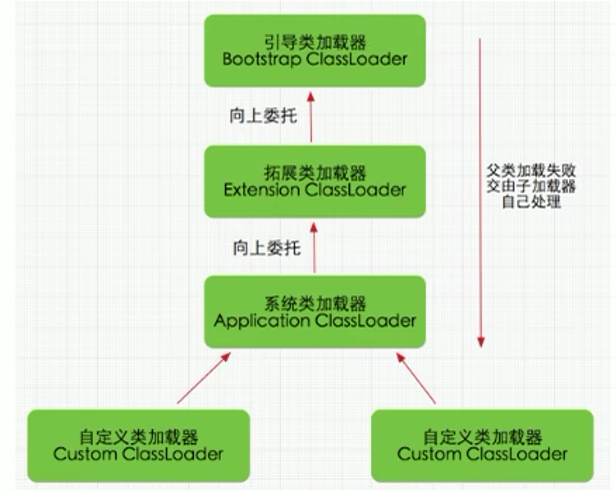 引导类加载器
Bootstrap ClassLoader
向上委托
拓展类加载器
Extension ClassLoader
父类加载失败
交由子加载器
自己处理
向上委托
系统类加载器
Application ClassLoader
自定义类加载器
Custom ClassLoader
自定义类加载器
Custom ClassLoader